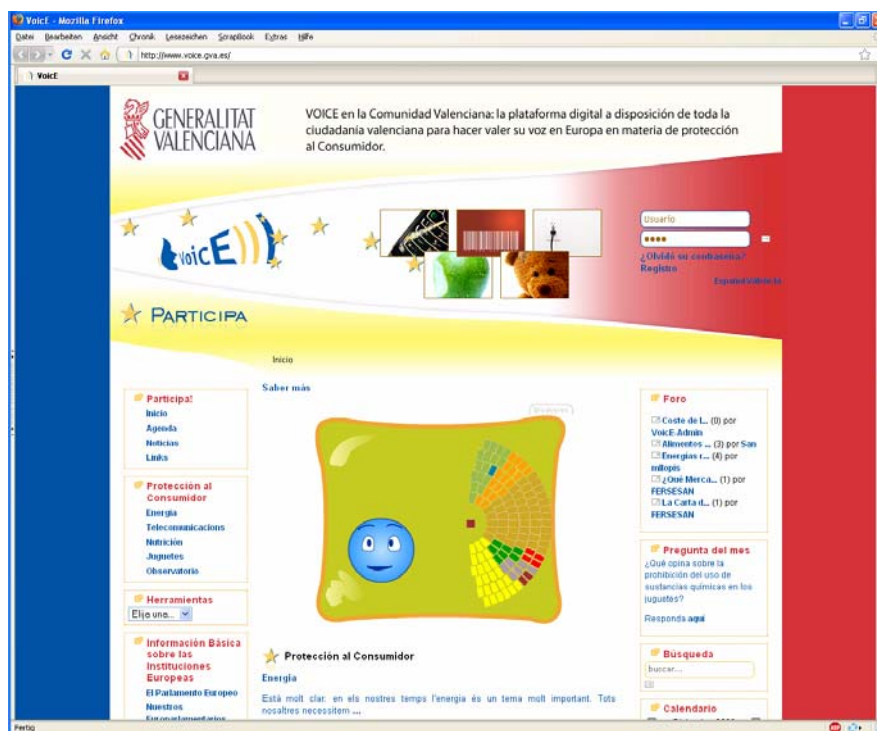 VoicE - Mozilla Firefox
Datei Bearbeiten Ansicht Chronik Lesezeichen ScrapBook Extras Hilfe
http://www.voice.gva.es/
VoicE
GENERALITAT
VALENCIANA
VOICE en la Comunidad Valenciana: la plataforma digital a disposición de toda la
ciudadanía valenciana para hacer valer su voz en Europa en materia de protección
al Consumidor.
Usuario
¿Olvidó su contraseña?
Registro
VoicE
PARTICIPA
Inicio
Participa!
Inicio
Agenda
Noticias
Links
Protección al
Consumidor
Energía
Telecomunicacions
Nutrición
Juguetes
Observatorio
Herramientas
Elija una...
Información Básica
sobre las
Instituciones
Europeas
El Parlamento Europeo
Nuestros
Europarlamentarios
Saber más
Protección al Consumidor
Energía
Està molt clar: en els nostres temps l'energia és un tema molt important. Tots
nosaltres necessitem ...
Foro
Coste de l... (0) por
VoicE-Admin
Alimentos ... (3) por San
Energías r... (4) por
millopis
¿Qué Merca... (1) por
FERSESAN
La Carta d... (1) por
FERSESAN
Pregunta del mes
¿Qué opina sobre la
prohibición del uso de
sustancias químicas en los
juguetes?
Responda aquí
Búsqueda
buscar...
Calendario
Fertig
ABP